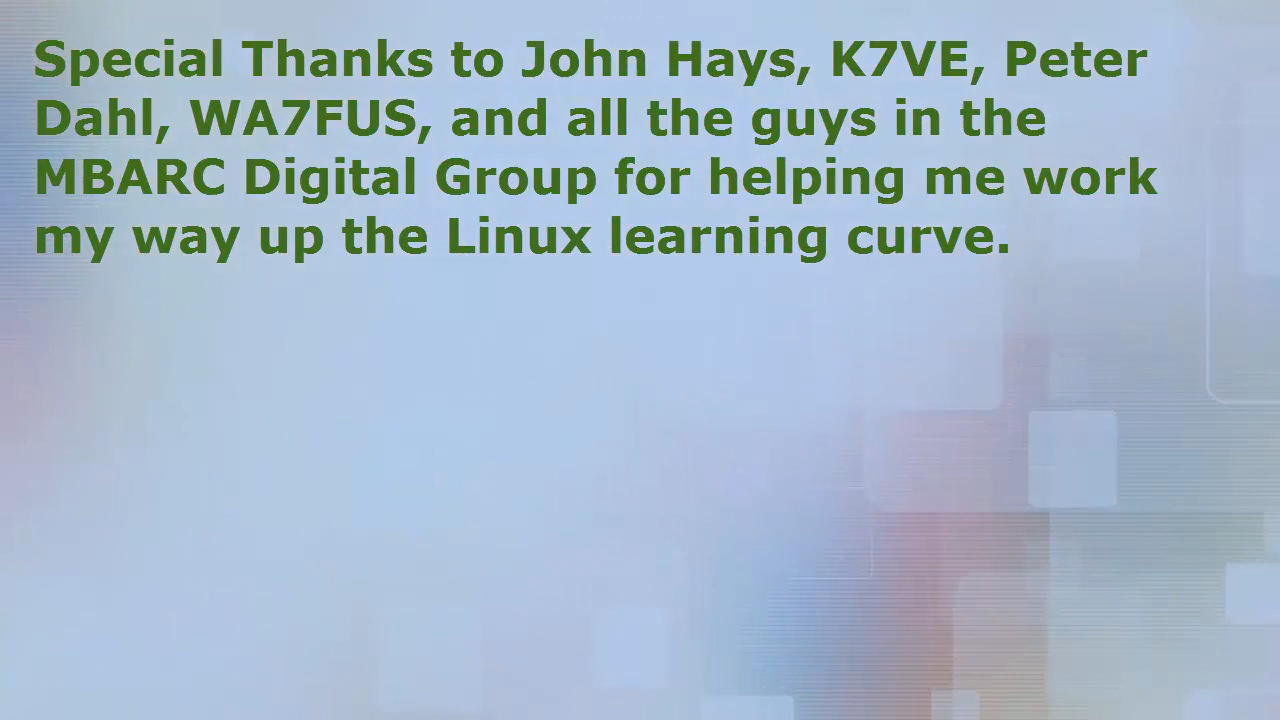 Special Thanks to John Hays, K7VE, Peter
Dahl, WA7FUS, and all the guys in the
MBARC Digital Group for helping me work
my way up the Linux learning curve.